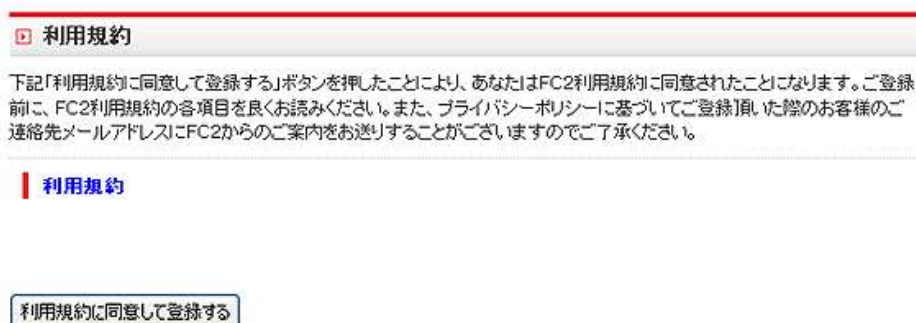 利用規約
下記「利用規約に同意して登録する」ボタンを押したことにより、あなたはFC2利用規約に同意されたことになります。ご登録
前に、FC2利用規約の各項目を良くお読みください。また、プライバシーポリシーに基づいてご登録頂いた際のお客様のご
連絡先メールアドレスにFC2からのご案内をお送りすることがございますのでご了承ください。
利用規約
利用規約に同意して登録する